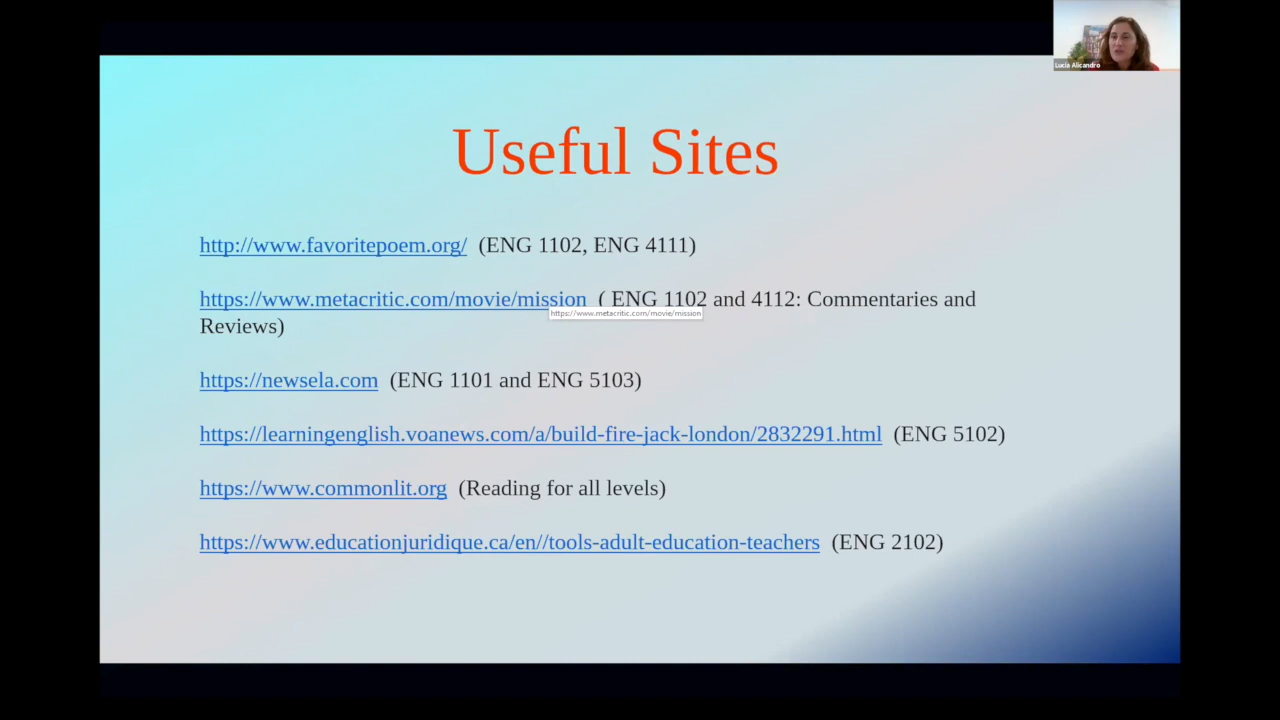 Lucia Alicandro
Useful Sites
http://www.favoritepoem.org/ (ENG 1102, ENG 4111)
https://www.metacritic.com/movie/mission ( ENG 1102 and 4112: Commentaries and
https://www.metacritic.com/movie/mission
Reviews)
https://newsela.com (ENG 1101 and ENG 5103)
https://learningenglish.voanews.com/a/build-fire-jack-london/2832291.html (ENG 5102)
https://www.commonlit.org (Reading for all levels)
https://www.educationjuridique.ca/en//tools-adult-education-teachers (ENG 2102)